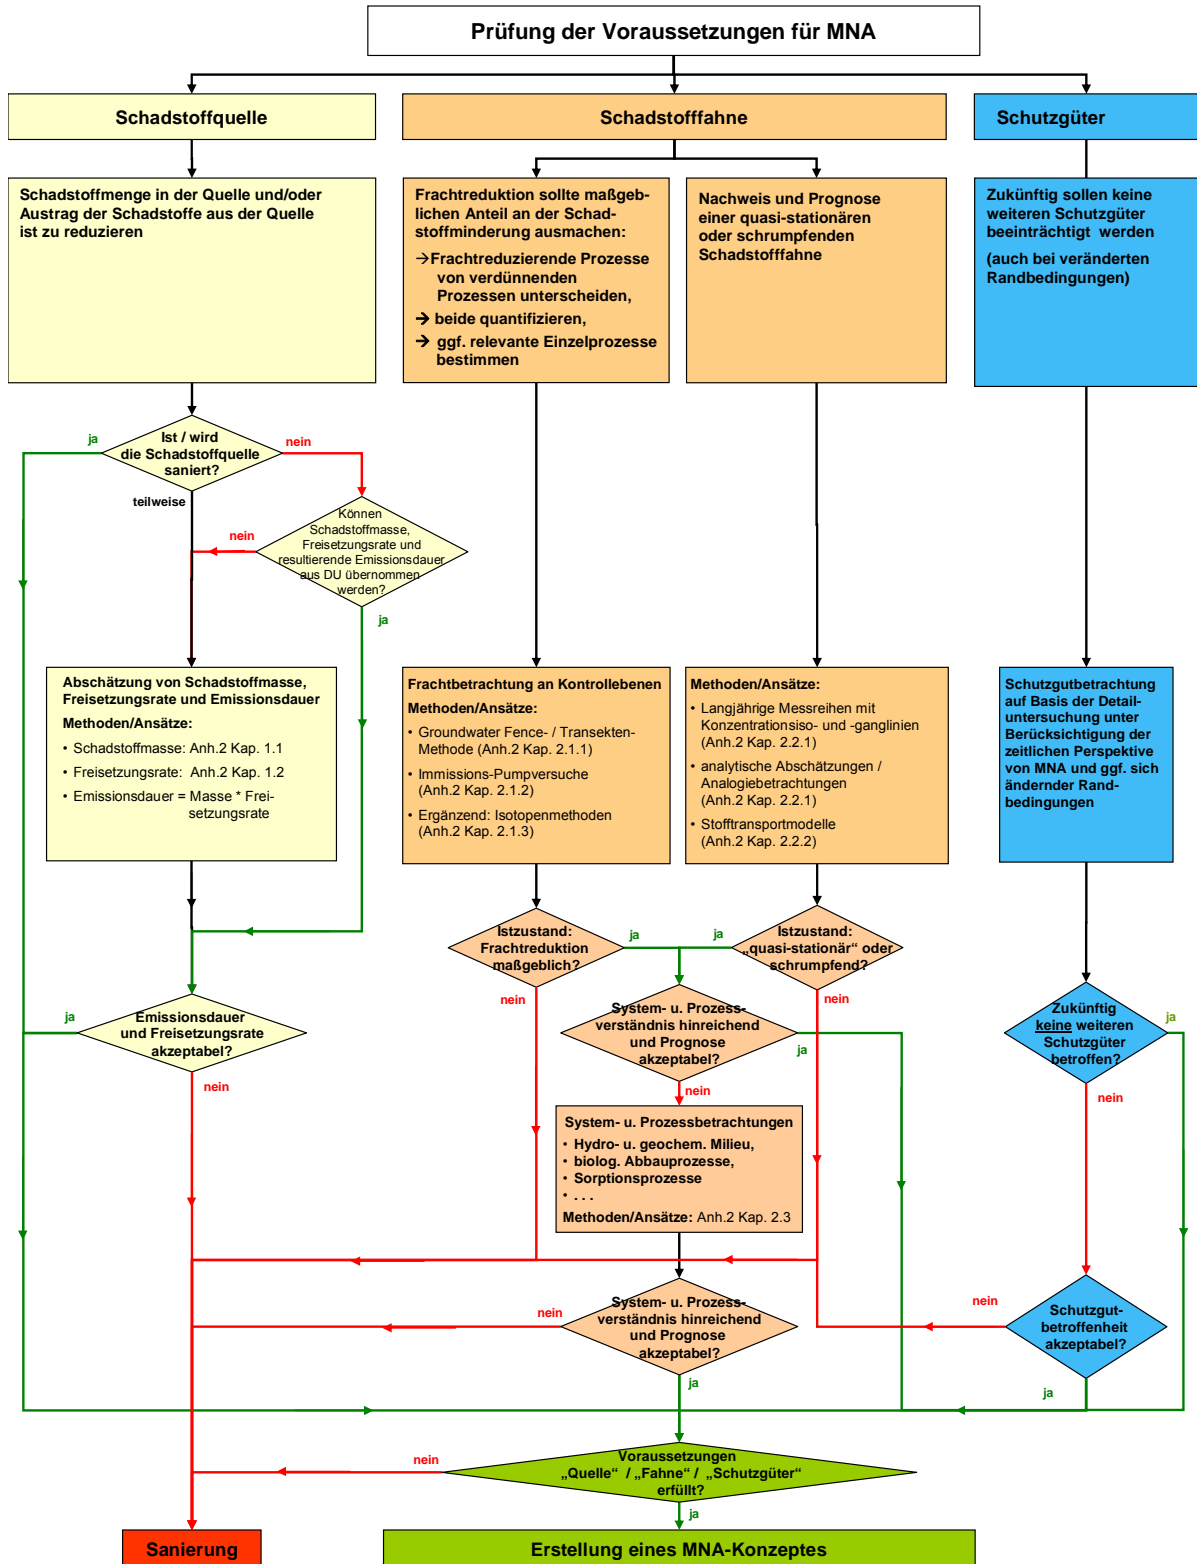 Prüfung der Voraussetzungen für MNA
Schadstoffquelle
Schadstofffahne
Schutzgüter
Schadstoffmenge in der Quelle und/oder
Austrag der Schadstoffe aus der Quelle
ist zu reduzieren
Frachtreduktion sollte maßgeb-
lichen Anteil an der Schad-
stoffminderung ausmachen:
→Frachtreduzierende Prozesse
von verdünnenden
Prozessen unterscheiden,
→ beide quantifizieren,
→ ggf. relevante Einzelprozesse
bestimmen
Nachweis und Prognose
einer quasi-stationären
oder schrumpfenden
Schadstofffahne
Zukünftig sollen keine
weiteren Schutzgüter
beeinträchtigt werden
(auch bei veränderten
Randbedingungen)
ja
Ist / wird
die Schadstoffquelle
saniert?
nein
teilweise
nein
Können
Schadstoffmasse,
Freisetzungsrate und
resultierende Emissionsdauer
aus DU übernommen
werden?
ja
Abschätzung von Schadstoffmasse,
Freisetzungsrate und Emissionsdauer
Methoden/Ansätze:
• Schadstoffmasse: Anh.2 Kap. 1.1
• Freisetzungsrate: Anh.2 Kap. 1.2
• Emissionsdauer = Masse * Frei-
setzungsrate
Frachtbetrachtung an Kontrollebenen
Methoden/Ansätze:
• Groundwater Fence- / Transekten-
Methode (Anh.2 Kap. 2.1.1)
• Immissions-Pumpversuche
(Anh.2 Kap. 2.1.2)
• Ergänzend: Isotopenmethoden
(Anh.2 Kap. 2.1.3)
Methoden/Ansätze:
• Langjährige Messreihen mit
Konzentrationsiso- und -ganglinien
(Anh.2 Kap. 2.2.1)
• analytische Abschätzungen /
Analogiebetrachtungen
(Anh.2 Kap. 2.2.1)
• Stofftransportmodelle
(Anh.2 Kap. 2.2.2)
Schutzgutbetrachtung
auf Basis der Detail-
untersuchung unter
Berücksichtigung der
zeitlichen Perspektive
von MNA und ggf. sich
ändernder Rand-
bedingungen
Istzustand:
Frachtreduktion
maßgeblich?
ja
ja
Istzustand:
„quasi-stationär“ oder
schrumpfend?
nein
nein
ja
Emissionsdauer
und Freisetzungsrate
akzeptabel?
nein
System- u. Prozess-
verständnis hinreichend
und Prognose
akzeptabel?
ja
nein
Zukünftig
keine weiteren
Schutzgüter
betroffen?
ja
nein
System- u. Prozessbetrachtungen
• Hydro- u. geochem. Milieu,
• biolog. Abbauprozesse,
• Sorptionsprozesse
• . . .
Methoden/Ansätze: Anh.2 Kap. 2.3
nein
System- u. Prozess-
verständnis hinreichend
und Prognose
akzeptabel?
ja
nein
Schutzgut-
betroffenheit
akzeptabel?
ja
nein
Voraussetzungen
„Quelle“ / „Fahne“ / „Schutzgüter“
erfüllt?
ja
Sanierung
Erstellung eines MNA-Konzeptes